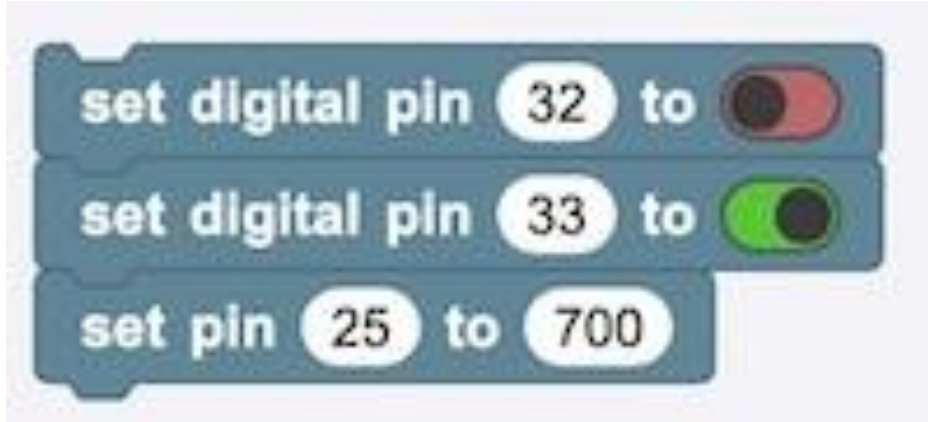 set digital pin 32 to
set digital pin 33 to
set pin 25 to 700